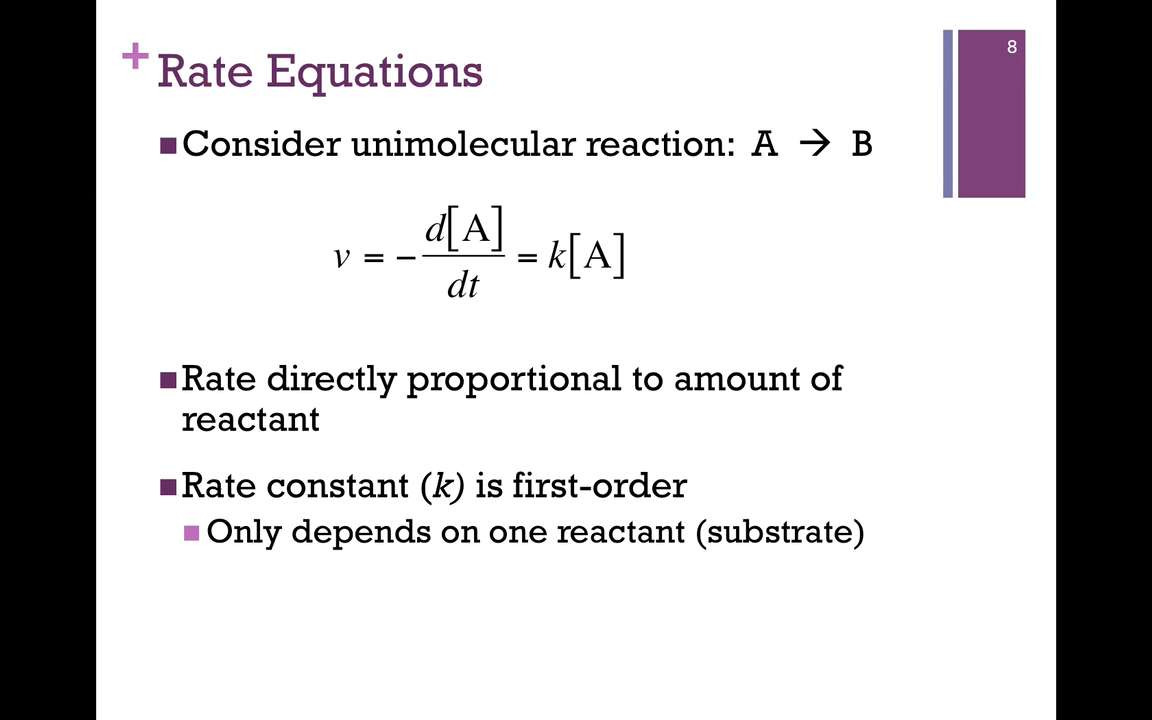 8
+ Rate Equations
■ Consider unimolecular reaction: A → B
v = − d[A]/dt = k[A]
■ Rate directly proportional to amount of
reactant
■ Rate constant (k) is first-order
■ Only depends on one reactant (substrate)